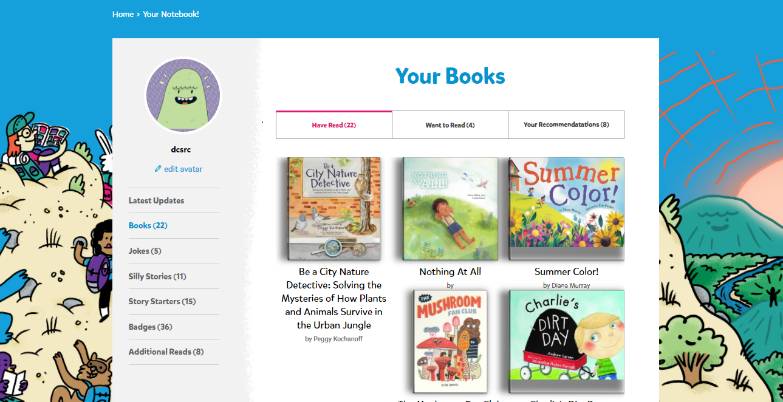 Home › Your Notebook!
Your Books
dcsrc
edit avatar
Latest Updates
Books (22)
Jokes (5)
Silly Stories (11)
Story Starters (15)
Badges (36)
Additional Reads (8)
Have Read (22)
Want to Read (4)
Your Recommendatations (8)
Be a
City Nature
Detective
Peggy Kochanoff
NOTHING
AT ALL!
Summer
Color!
Be a City Nature
Detective: Solving the
Mysteries of How Plants
and Animals Survive in
the Urban Jungle
by Peggy Kochanoff
Nothing At All
by
Summer Color!
by Diana Murray
THE
MUSHROOM
FAN CLUB
Charlie's
DIRT
DAY